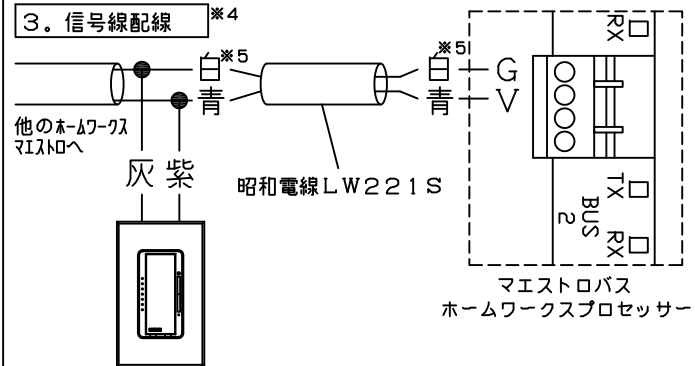 3。信号線配線 ※4
白※5 白※5 G
青 青 V
他のホームワークス
マエストロへ
灰 紫
昭和電線LW221S
RX
TX
BUS
2
RX
マエストロバス
ホームワークスプロセッサー